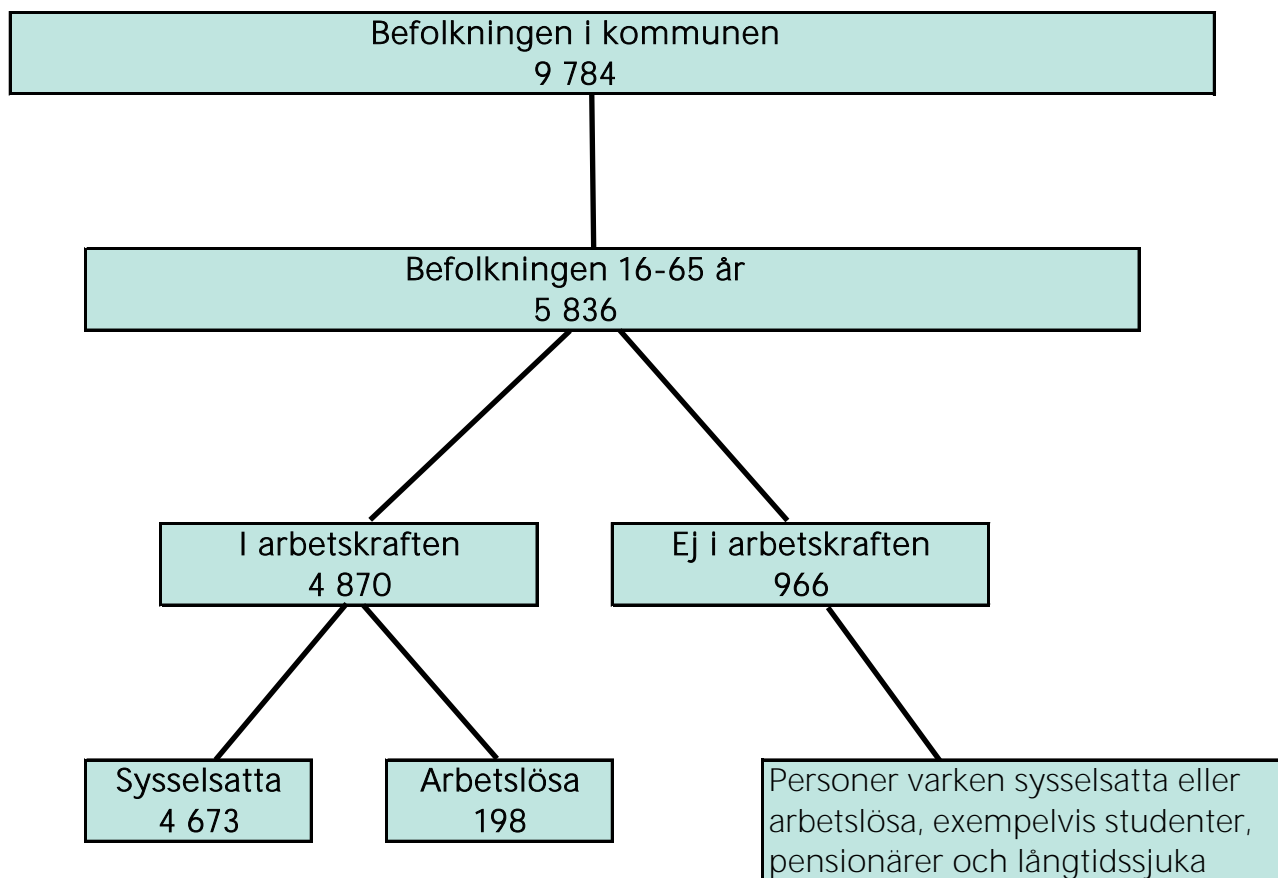 Befolkningen i kommunen
9 784
Befolkningen 16-65 år
5 836
I arbetskraften
4 870
Ej i arbetskraften
966
Sysselsatta
4 673
Arbetslösa
198
Personer varken sysselsatta eller
arbetslösa, exempelvis studenter,
pensionärer och långtidssjuka